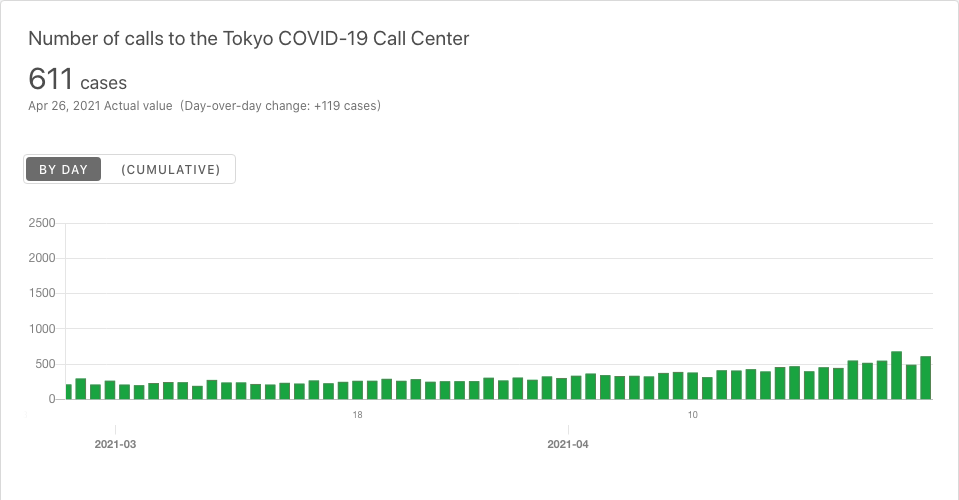 Number of calls to the Tokyo COVID-19 Call Center
611 cases
Apr 26, 2021 Actual value (Day-over-day change: +119 cases)
BY DAY (CUMULATIVE)
2500
2000
1500
1000
500
0
18 10
2021-03 2021-04